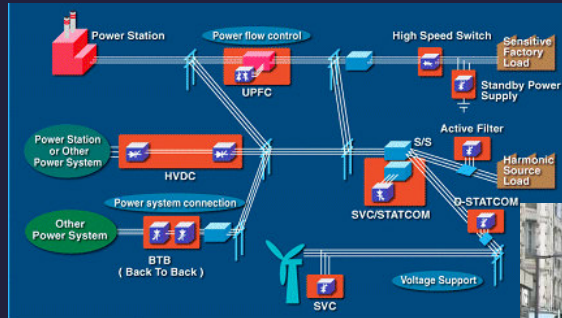 Power Station
Power flow control
UPFC
High Speed Switch
Sensitive
Factory
Load
Standby Power
Supply
Power Station
or Other
Power System
HVDC
S/S
Active Filter
Harmonic
Source
Load
SVC/STATCOM
D-STATCOM
Other
Power System
Power system connection
BTB
( Back To Back )
SVC
Voltage Support